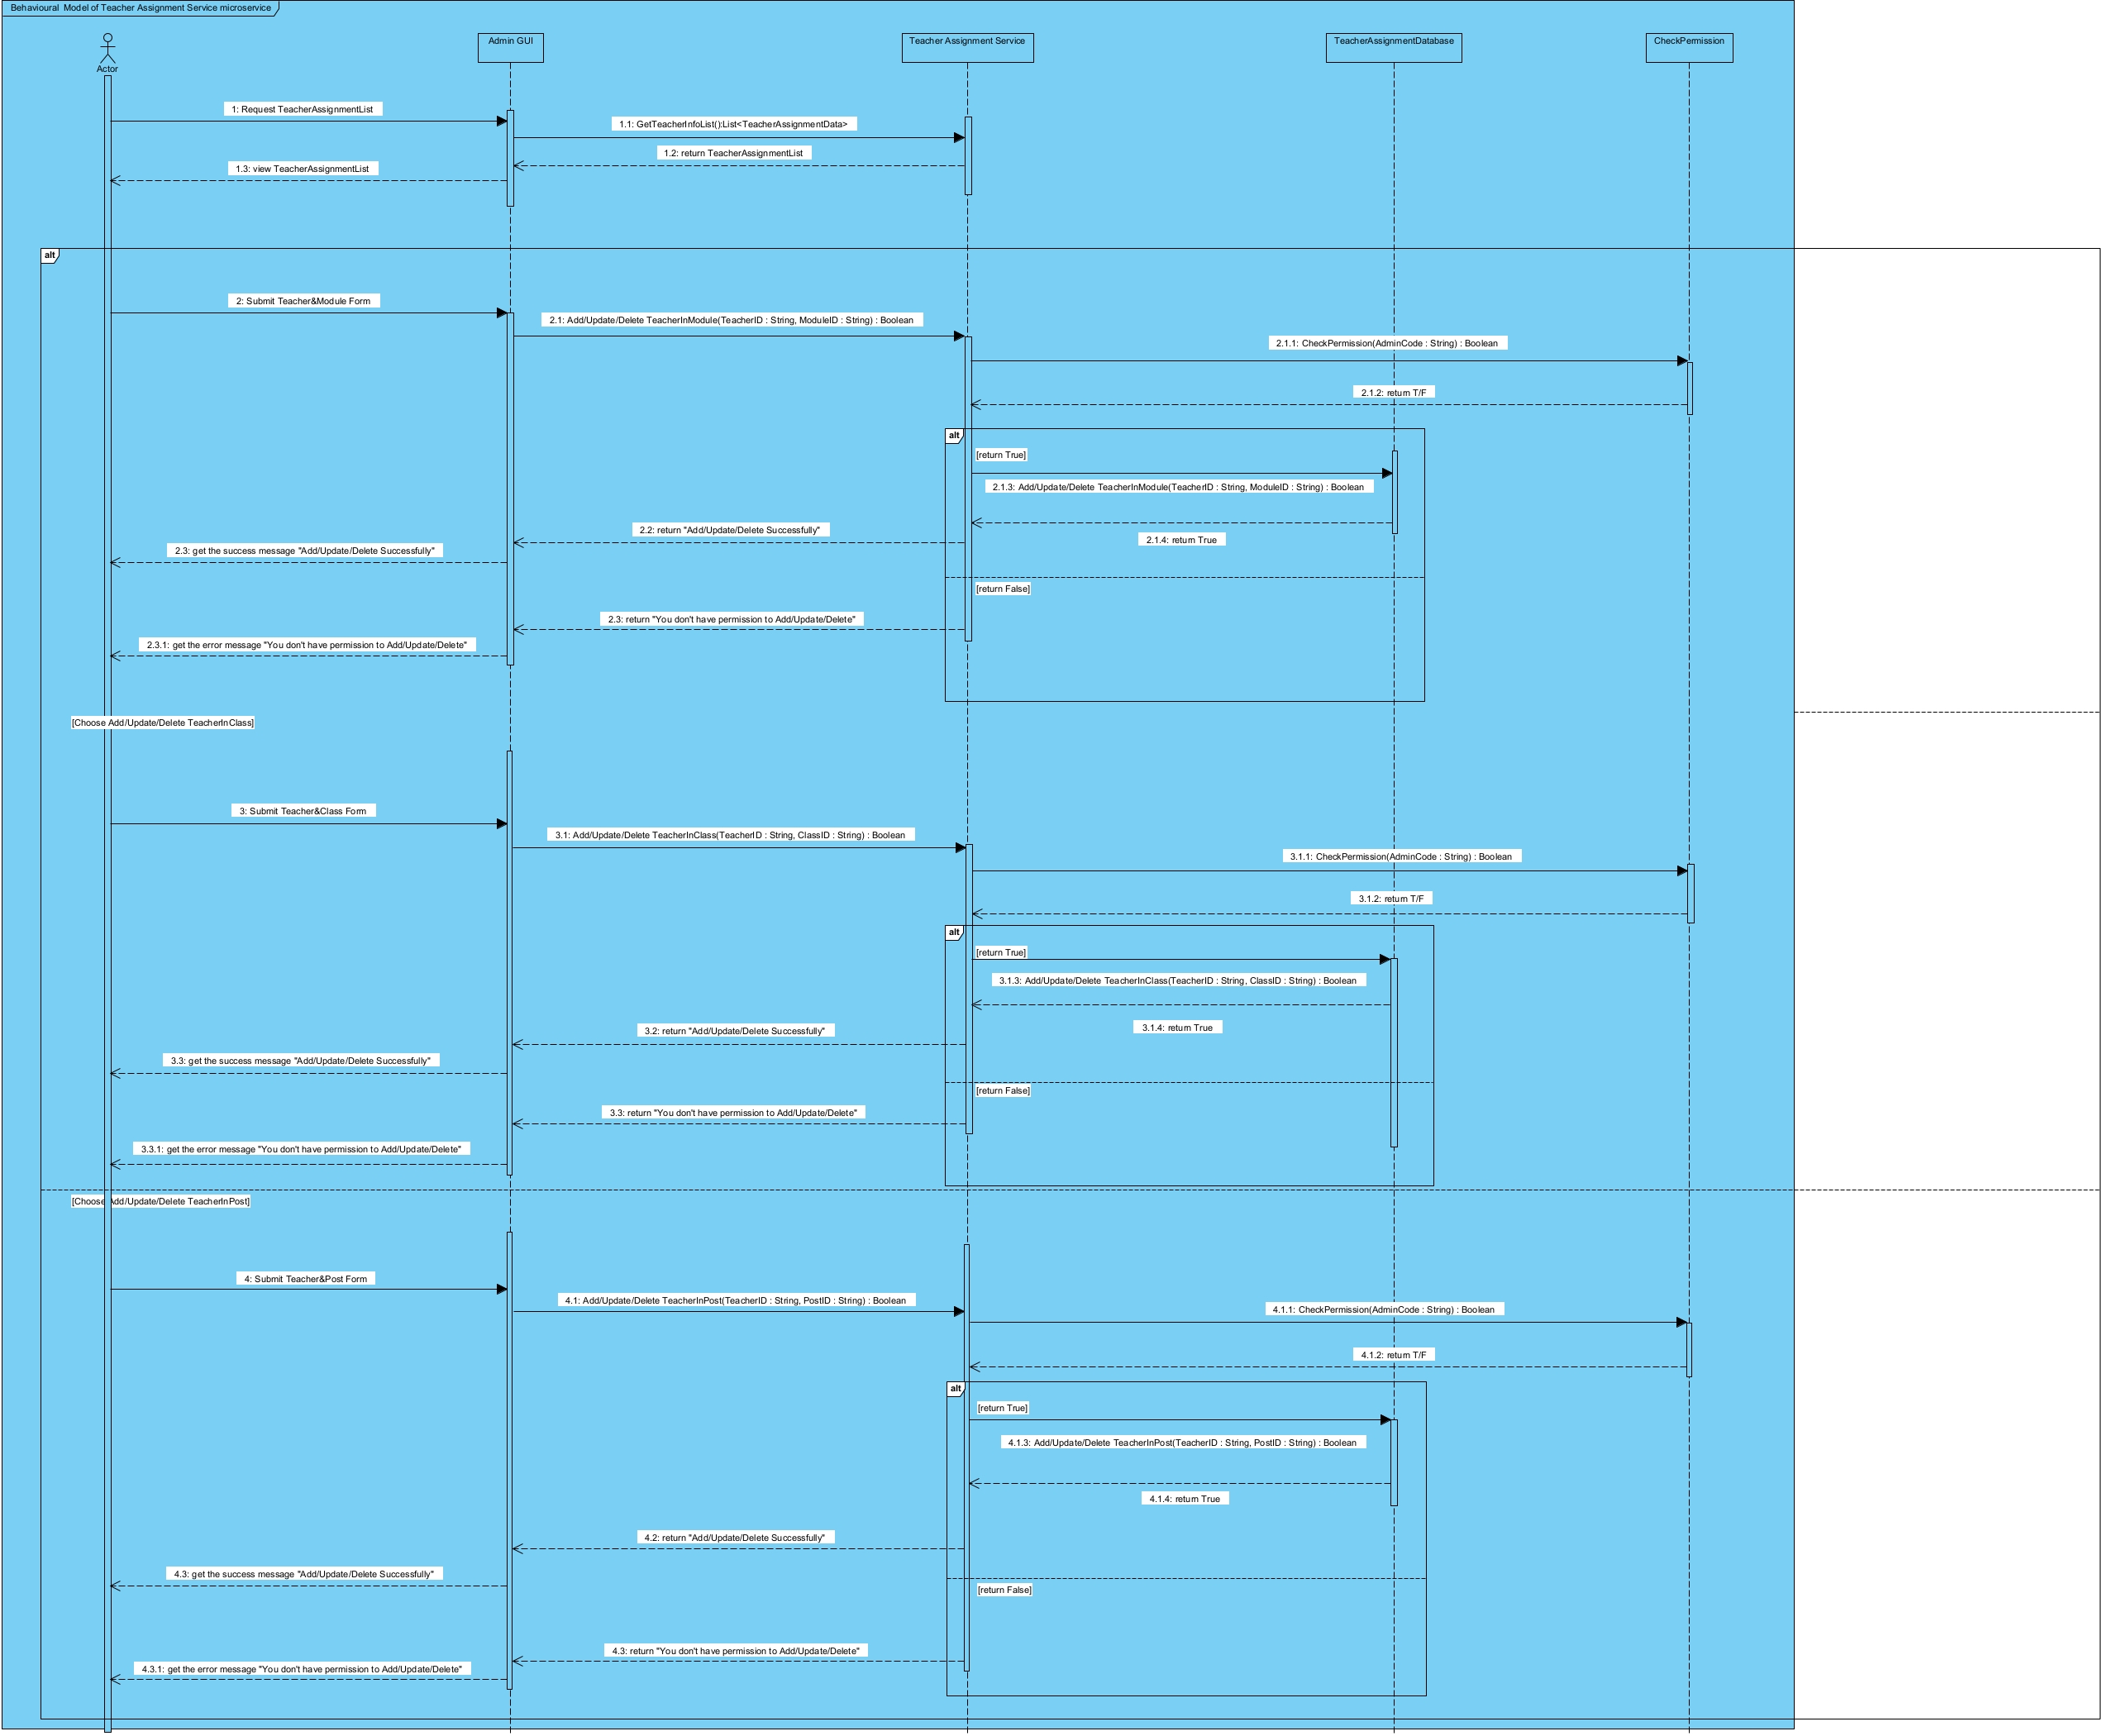 Behavioural  Model of Teacher Assignment Service microservice
Actor
Admin GUI
Teacher Assignment Service
TeacherAssignmentDatabase
CheckPermission
1: Request TeacherAssignmentList
1.1: GetTeacherInfoList():List<TeacherAssignmentData>
1.2: return TeacherAssignmentList
1.3: view TeacherAssignmentList
alt
2: Submit Teacher&Module Form
2.1: Add/Update/Delete TeacherInModule(TeacherID : String, ModuleID : String) : Boolean
2.1.1: CheckPermission(AdminCode : String) : Boolean
2.1.2: return T/F
alt
[return True]
2.1.3: Add/Update/Delete TeacherInModule(TeacherID : String, ModuleID : String) : Boolean
2.2: return "Add/Update/Delete Successfully"
2.1.4: return True
2.3: get the success message "Add/Update/Delete Successfully"
[return False]
2.3: return "You don't have permission to Add/Update/Delete"
2.3.1: get the error message "You don't have permission to Add/Update/Delete"
[Choose Add/Update/Delete TeacherInClass]
3: Submit Teacher&Class Form
3.1: Add/Update/Delete TeacherInClass(TeacherID : String, ClassID : String) : Boolean
3.1.1: CheckPermission(AdminCode : String) : Boolean
3.1.2: return T/F
alt
[return True]
3.1.3: Add/Update/Delete TeacherInClass(TeacherID : String, ClassID : String) : Boolean
3.1.4: return True
3.2: return "Add/Update/Delete Successfully"
3.3: get the success message "Add/Update/Delete Successfully"
[return False]
3.3: return "You don't have permission to Add/Update/Delete"
3.3.1: get the error message "You don't have permission to Add/Update/Delete"
[Choose Add/Update/Delete TeacherInPost]
4: Submit Teacher&Post Form
4.1: Add/Update/Delete TeacherInPost(TeacherID : String, PostID : String) : Boolean
4.1.1: CheckPermission(AdminCode : String) : Boolean
4.1.2: return T/F
alt
[return True]
4.1.3: Add/Update/Delete TeacherInPost(TeacherID : String, PostID : String) : Boolean
4.1.4: return True
4.2: return "Add/Update/Delete Successfully"
4.3: get the success message "Add/Update/Delete Successfully"
[return False]
4.3: return "You don't have permission to Add/Update/Delete"
4.3.1: get the error message "You don't have permission to Add/Update/Delete"